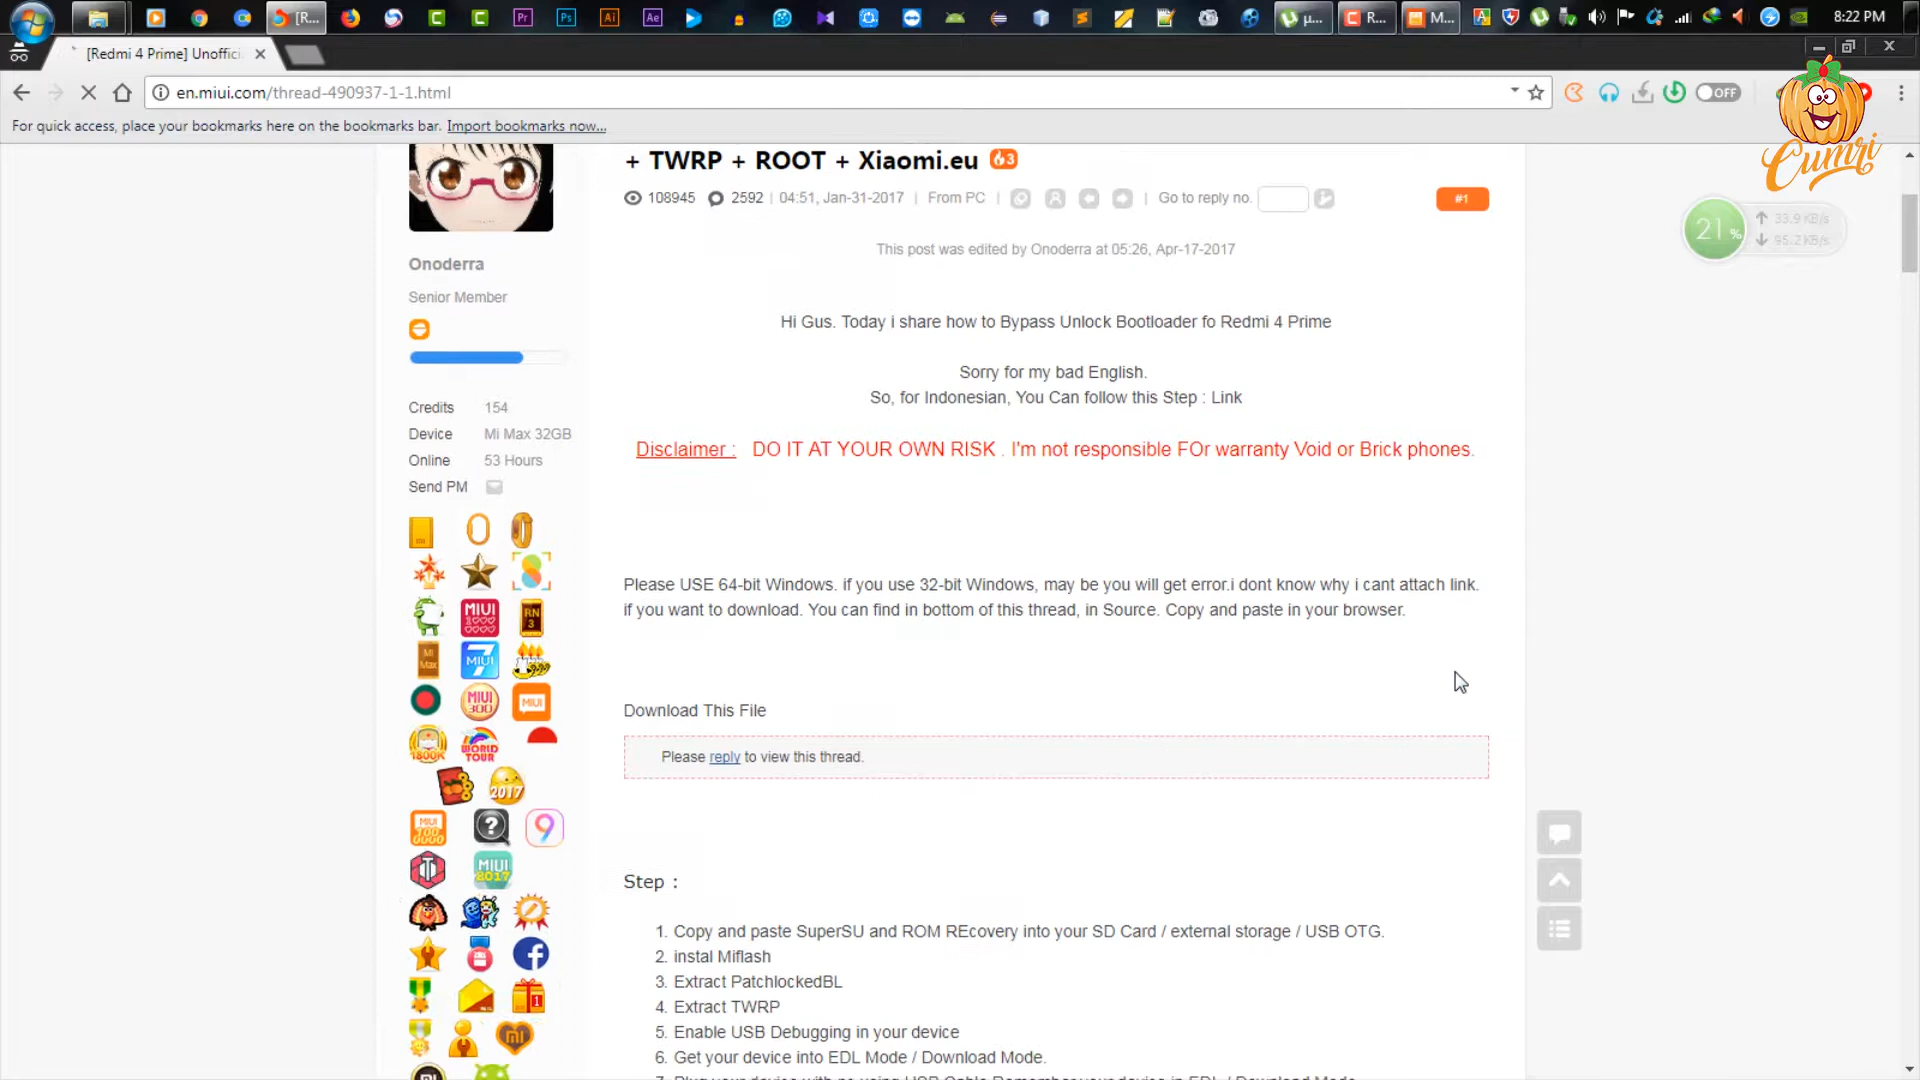 [R...
µ...
R...
M...
8:22 PM
[Redmi 4 Prime] Unoffici
en.miui.com/thread-490937-1-1.html
OFF
For quick access, place your bookmarks here on the bookmarks bar. Import bookmarks now...
Cumri
+ TWRP + ROOT + Xiaomi.eu 3
108945 2592 | 04:51, Jan-31-2017 | From PC | | Go to reply no. #1
21% 33.9 KB/s
95.2 KB/s
This post was edited by Onoderra at 05:26, Apr-17-2017
Onoderra
Senior Member
Credits 154
Device Mi Max 32GB
Online 53 Hours
Send PM
Hi Gus. Today i share how to Bypass Unlock Bootloader fo Redmi 4 Prime
Sorry for my bad English.
So, for Indonesian, You Can follow this Step : Link
Disclaimer : DO IT AT YOUR OWN RISK . I'm not responsible FOr warranty Void or Brick phones.
Please USE 64-bit Windows. if you use 32-bit Windows, may be you will get error.i dont know why i cant attach link.
if you want to download. You can find in bottom of this thread, in Source. Copy and paste in your browser.
Download This File
Please reply to view this thread.
Step :
1. Copy and paste SuperSU and ROM REcovery into your SD Card / external storage / USB OTG.
2. instal Miflash
3. Extract PatchlockedBL
4. Extract TWRP
5. Enable USB Debugging in your device
6. Get your device into EDL Mode / Download Mode.